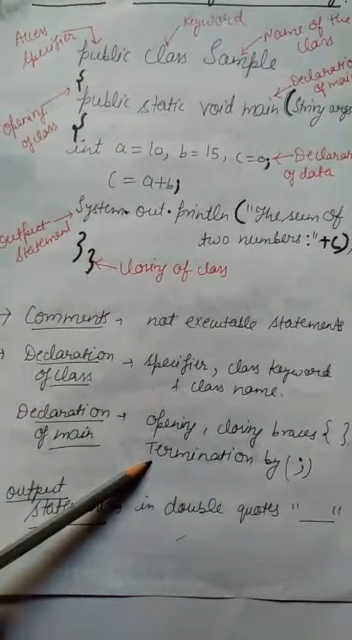 Access Specifier
Keyword
Name of the class
public class Sample
{
Opening of class
Declaration of main
public static void main (String args
{
int a=10, b=15, c=0;
Declara
of data
c=a+b;
output statement
System.out.println ("The sum of
two numbers:"+c);
}
}
Closing of class
→ Comments → not executable statements
→ Declaration of class → specifier, class keyword
+ class name.
Declaration of main → opening, closing braces { }.
Termination by (;)
output
in double quotes "___"